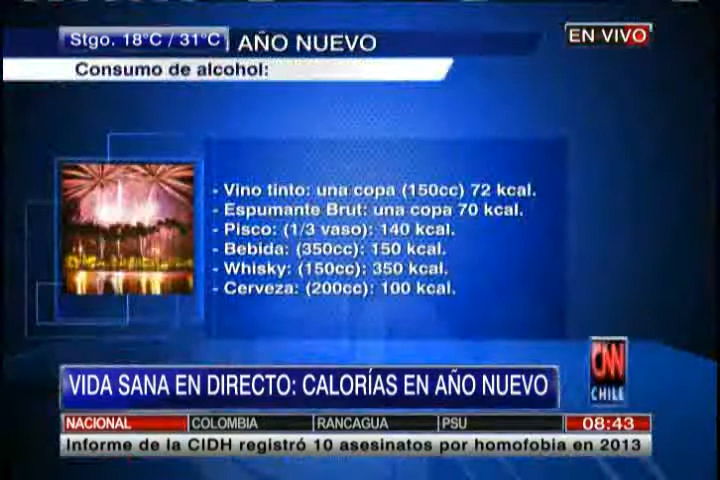 Stgo. 18°C / 31°C
AÑO NUEVO
EN VIVO
Consumo de alcohol:
- Vino tinto: una copa (150cc) 72 kcal.
- Espumante Brut: una copa 70 kcal.
- Pisco: (1/3 vaso): 140 kcal.
- Bebida: (350cc): 150 kcal.
- Whisky: (150cc): 350 kcal.
- Cerveza: (200cc): 100 kcal.
CNN
CHILE
VIDA SANA EN DIRECTO: CALORÍAS EN AÑO NUEVO
NACIONAL COLOMBIA RANCAGUA PSU 08:43
Informe de la CIDH registró 10 asesinatos por homofobia en 2013